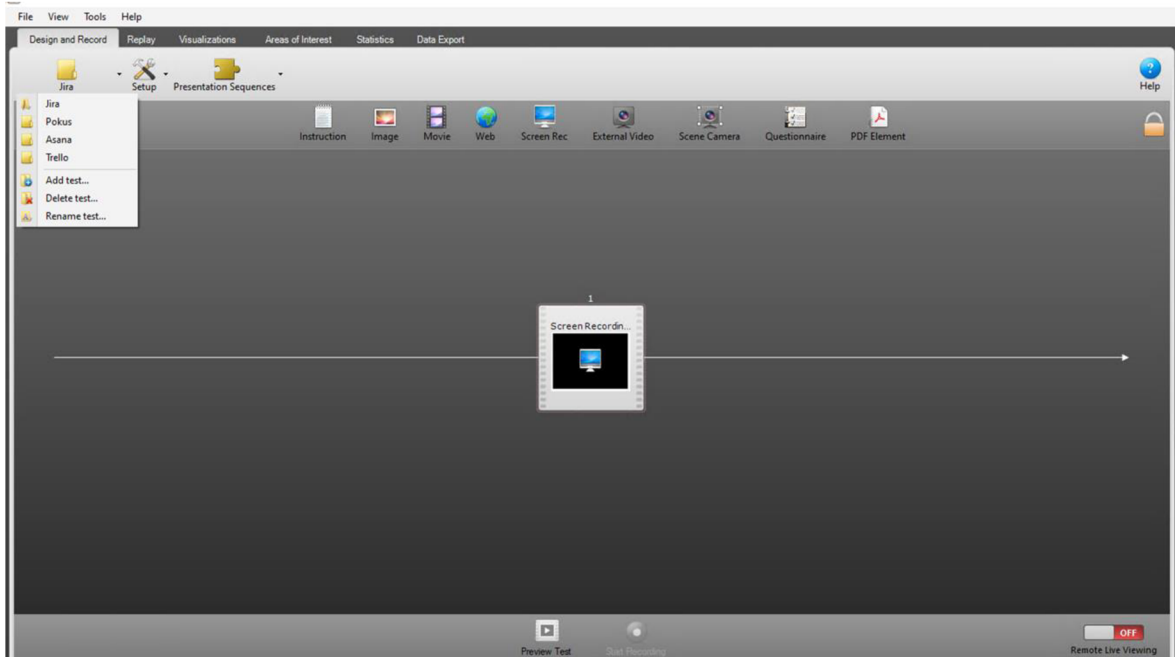 File View Tools Help
Design and Record Replay Visualizations Areas of Interest Statistics Data Export
Jira Setup Presentation Sequences Help
Jira
Pokus
Asana
Trello
Add test...
Delete test...
Rename test...
Instruction Image Movie Web Screen Rec External Video Scene Camera Questionnaire PDF Element
1
Screen Recordin...
Preview Test Start Recording
OFF
Remote Live Viewing